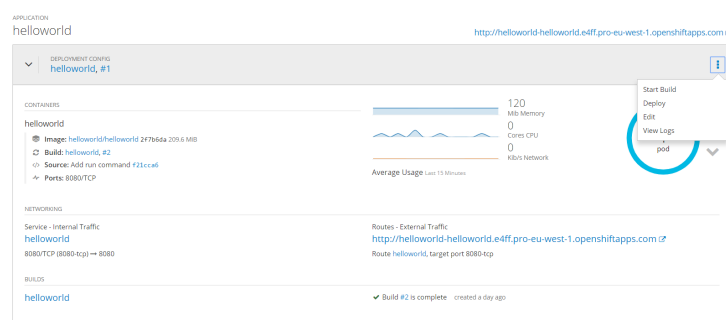 APPLICATION
helloworld
http://helloworld-helloworld.e4ff.pro-eu-west-1.openshiftapps.com
DEPLOYMENT CONFIG
helloworld, #1
Start Build
Deploy
Edit
View Logs
pod
CONTAINERS
helloworld
Image: helloworld/helloworld 2f7b6da 209.6 MiB
Build: helloworld, #2
Source: Add run command f21cca6
Ports: 8080/TCP
120
Mib Memory
0
Cores CPU
0
Kib/s Network
Average Usage Last 15 Minutes
NETWORKING
Service - Internal Traffic
helloworld
8080/TCP (8080-tcp) → 8080
Routes - External Traffic
http://helloworld-helloworld.e4ff.pro-eu-west-1.openshiftapps.com
Route helloworld, target port 8080-tcp
BUILDS
helloworld
Build #2 is complete created a day ago